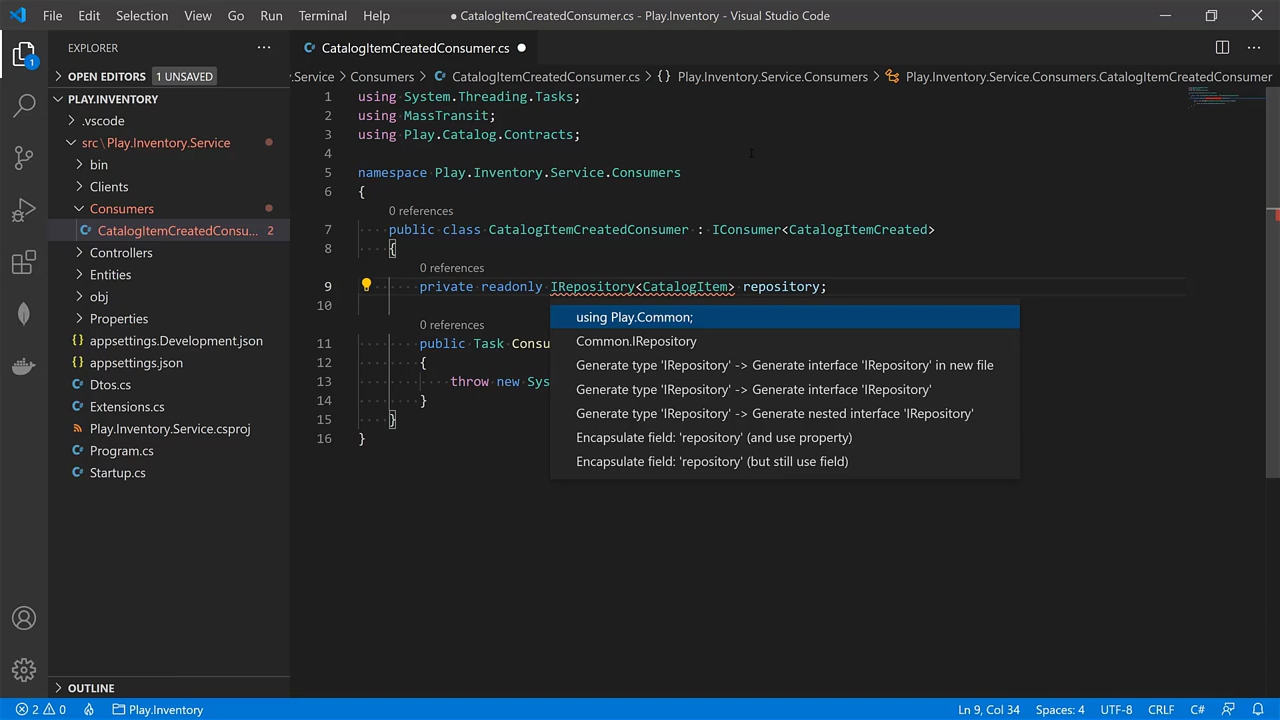 File Edit Selection View Go Run Terminal Help
● CatalogItemCreatedConsumer.cs - Play.Inventory - Visual Studio Code
EXPLORER
OPEN EDITORS 1 UNSAVED
PLAY.INVENTORY
.vscode
src\Play.Inventory.Service
bin
Clients
Consumers
CatalogItemCreatedConsu... 2
Controllers
Entities
obj
Properties
appsettings.Development.json
appsettings.json
Dtos.cs
Extensions.cs
Play.Inventory.Service.csproj
Program.cs
Startup.cs
OUTLINE
1
CatalogItemCreatedConsumer.cs
.Service > Consumers > CatalogItemCreatedConsumer.cs > {} Play.Inventory.Service.Consumers > Play.Inventory.Service.Consumers.CatalogItemCreatedConsumer
1 using System.Threading.Tasks;
2 using MassTransit;
3 using Play.Catalog.Contracts;
4
5 namespace Play.Inventory.Service.Consumers
6 {
0 references
7 public class CatalogItemCreatedConsumer : IConsumer<CatalogItemCreated>
8 {
0 references
9 private readonly IRepository<CatalogItem> repository;
10
0 references
11 public Task Consu
12 {
13 throw new Sys
14 }
15 }
16 }
using Play.Common;
Common.IRepository
Generate type 'IRepository' -> Generate interface 'IRepository' in new file
Generate type 'IRepository' -> Generate interface 'IRepository'
Generate type 'IRepository' -> Generate nested interface 'IRepository'
Encapsulate field: 'repository' (and use property)
Encapsulate field: 'repository' (but still use field)
2 0 Play.Inventory Ln 9, Col 34 Spaces: 4 UTF-8 CRLF C#